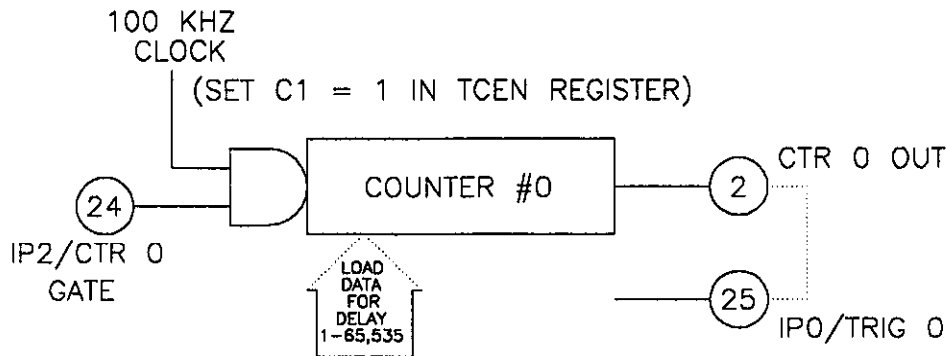 100 KHZ
CLOCK
(SET C1 = 1 IN TCEN REGISTER)
COUNTER #0
CTR 0 OUT
2
24
IP2/CTR 0
GATE
LOAD
DATA
FOR
DELAY
1-65,535
25
IP0/TRIG 0